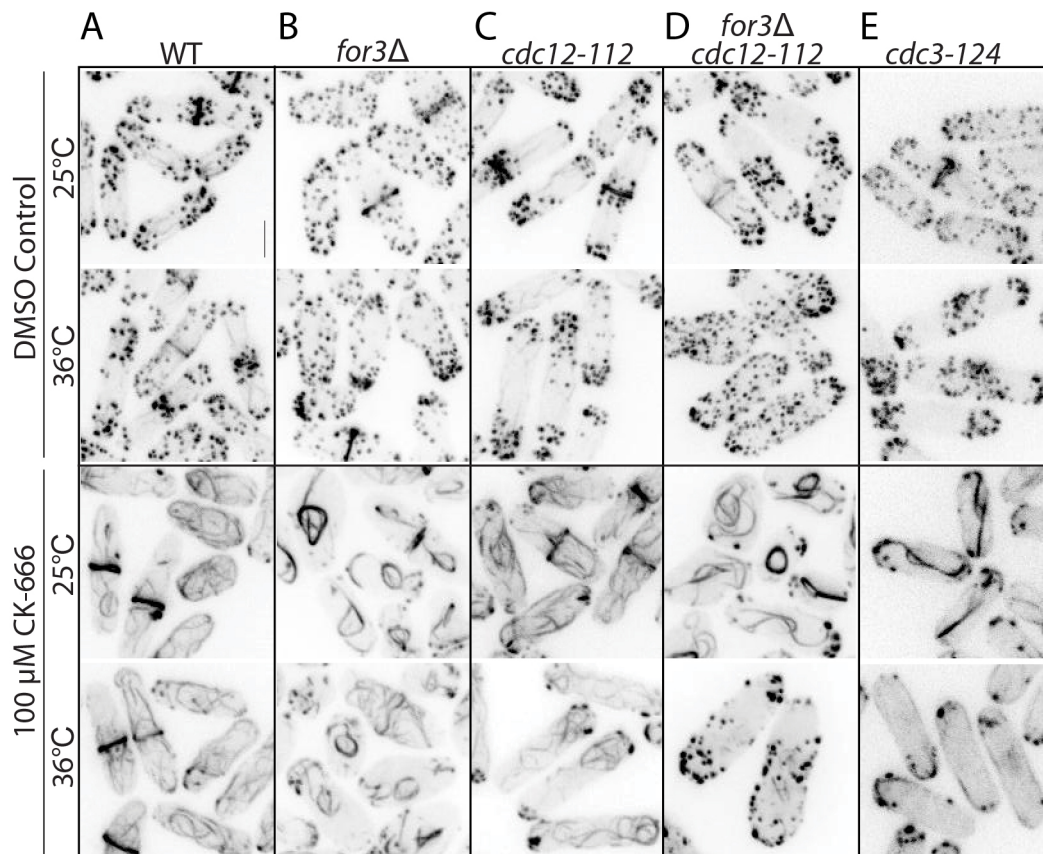 A B C D E
WT for3Δ cdc12-112 for3Δ cdc12-112 cdc3-124
DMSO Control
25°C
36°C
100 µM CK-666
25°C
36°C